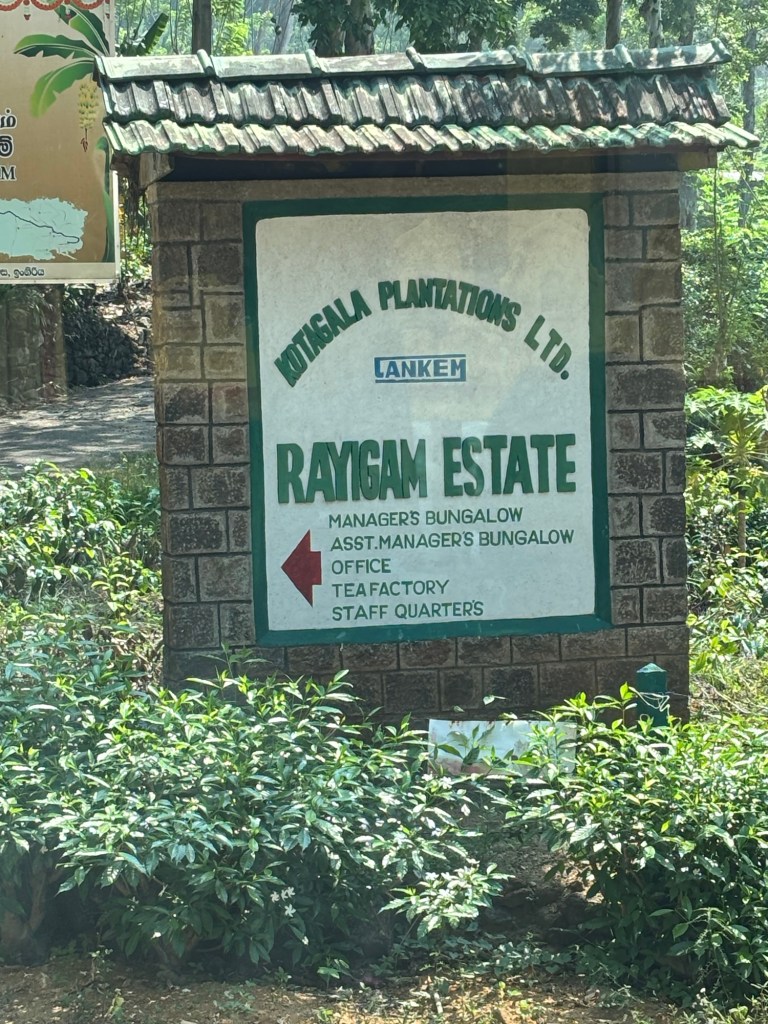 KOTAGALA PLANTATIONS LTD.
LANKEM
RAYIGAM ESTATE
MANAGER'S BUNGALOW
ASST.MANAGER'S BUNGALOW
OFFICE
TEA FACTORY
STAFF QUARTER'S
ඉංගිරිය